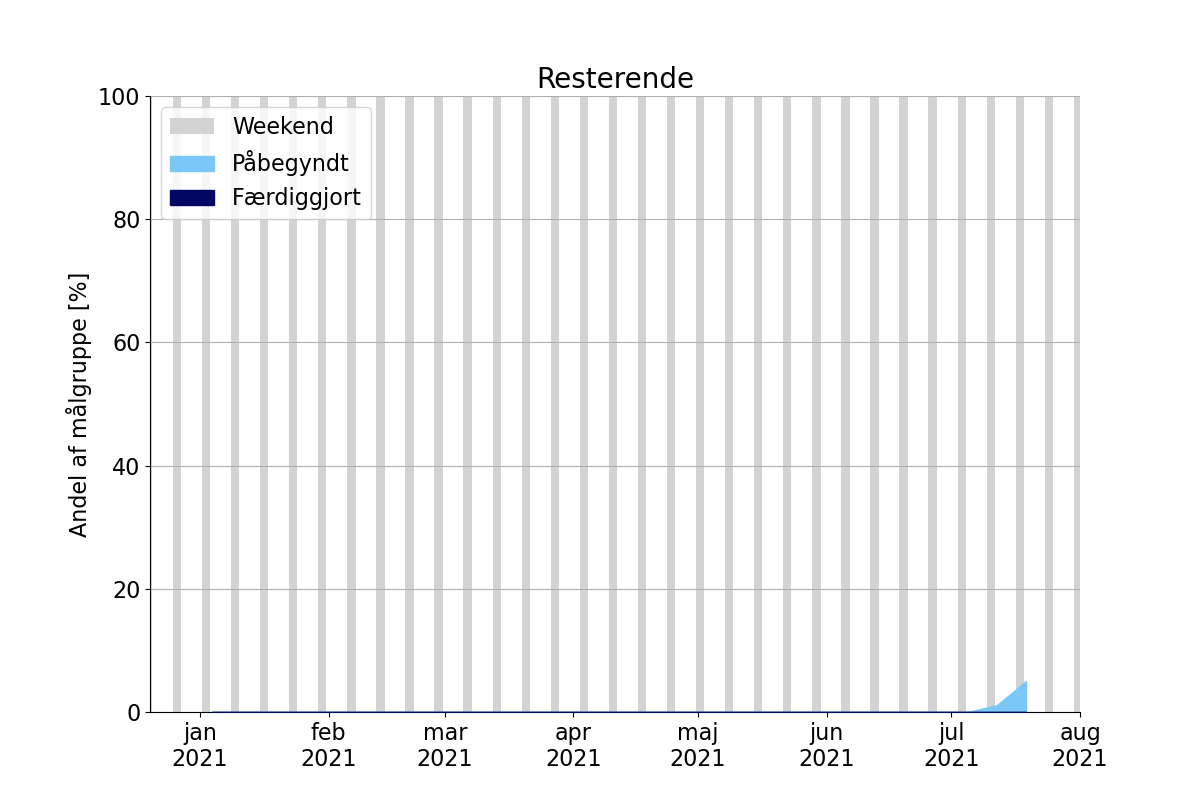 Resterende
100
80
60
40
20
0
Andel af målgruppe [%]
Weekend
Påbegyndt
Færdiggjort
jan feb mar apr maj jun jul aug
2021 2021 2021 2021 2021 2021 2021 2021